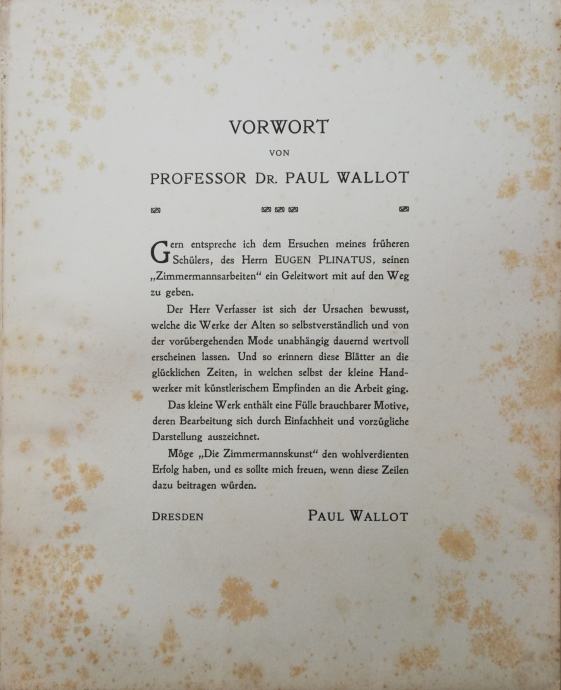 VORWORT
VON
PROFESSOR DR. PAUL WALLOT
Gern entspreche ich dem Ersuchen meines früheren
Schülers, des Herrn EUGEN PLINATUS, seinen
„Zimmermannsarbeiten“ ein Geleitwort mit auf den Weg
zu geben.
Der Herr Verfasser ist sich der Ursachen bewusst,
welche die Werke der Alten so selbstverständlich und von
der vorübergehenden Mode unabhängig dauernd wertvoll
erscheinen lassen. Und so erinnern diese Blätter an die
glücklichen Zeiten, in welchen selbst der kleine Hand-
werker mit künstlerischem Empfinden an die Arbeit ging.
Das kleine Werk enthält eine Fülle brauchbarer Motive,
deren Bearbeitung sich durch Einfachheit und vorzügliche
Darstellung auszeichnet.
Möge „Die Zimmermannskunst“ den wohlverdienten
Erfolg haben, und es sollte mich freuen, wenn diese Zeilen
dazu beitragen würden.
DRESDEN PAUL WALLOT